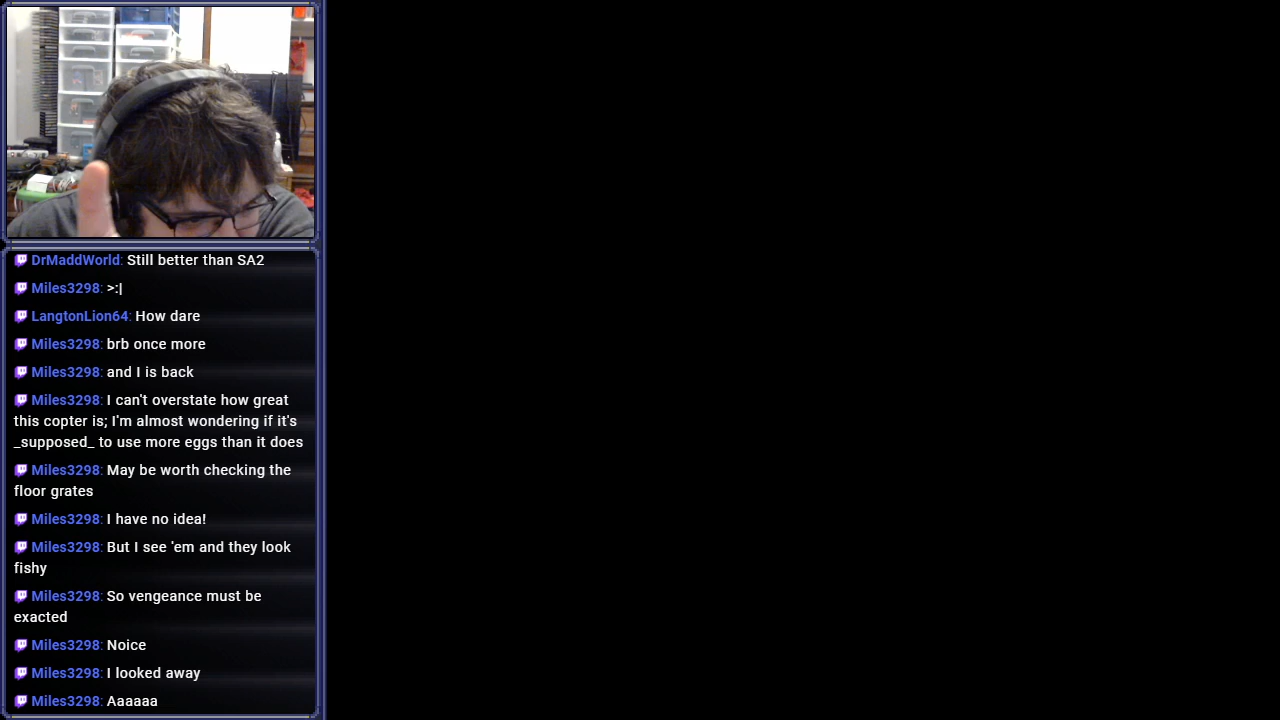 DrMaddWorld: Still better than SA2
Miles3298: >:|
LangtonLion64: How dare
Miles3298: brb once more
Miles3298: and I is back
Miles3298: I can't overstate how great
this copter is; I'm almost wondering if it's
_supposed_ to use more eggs than it does
Miles3298: May be worth checking the
floor grates
Miles3298: I have no idea!
Miles3298: But I see 'em and they look
fishy
Miles3298: So vengeance must be
exacted
Miles3298: Noice
Miles3298: I looked away
Miles3298: Aaaaaa